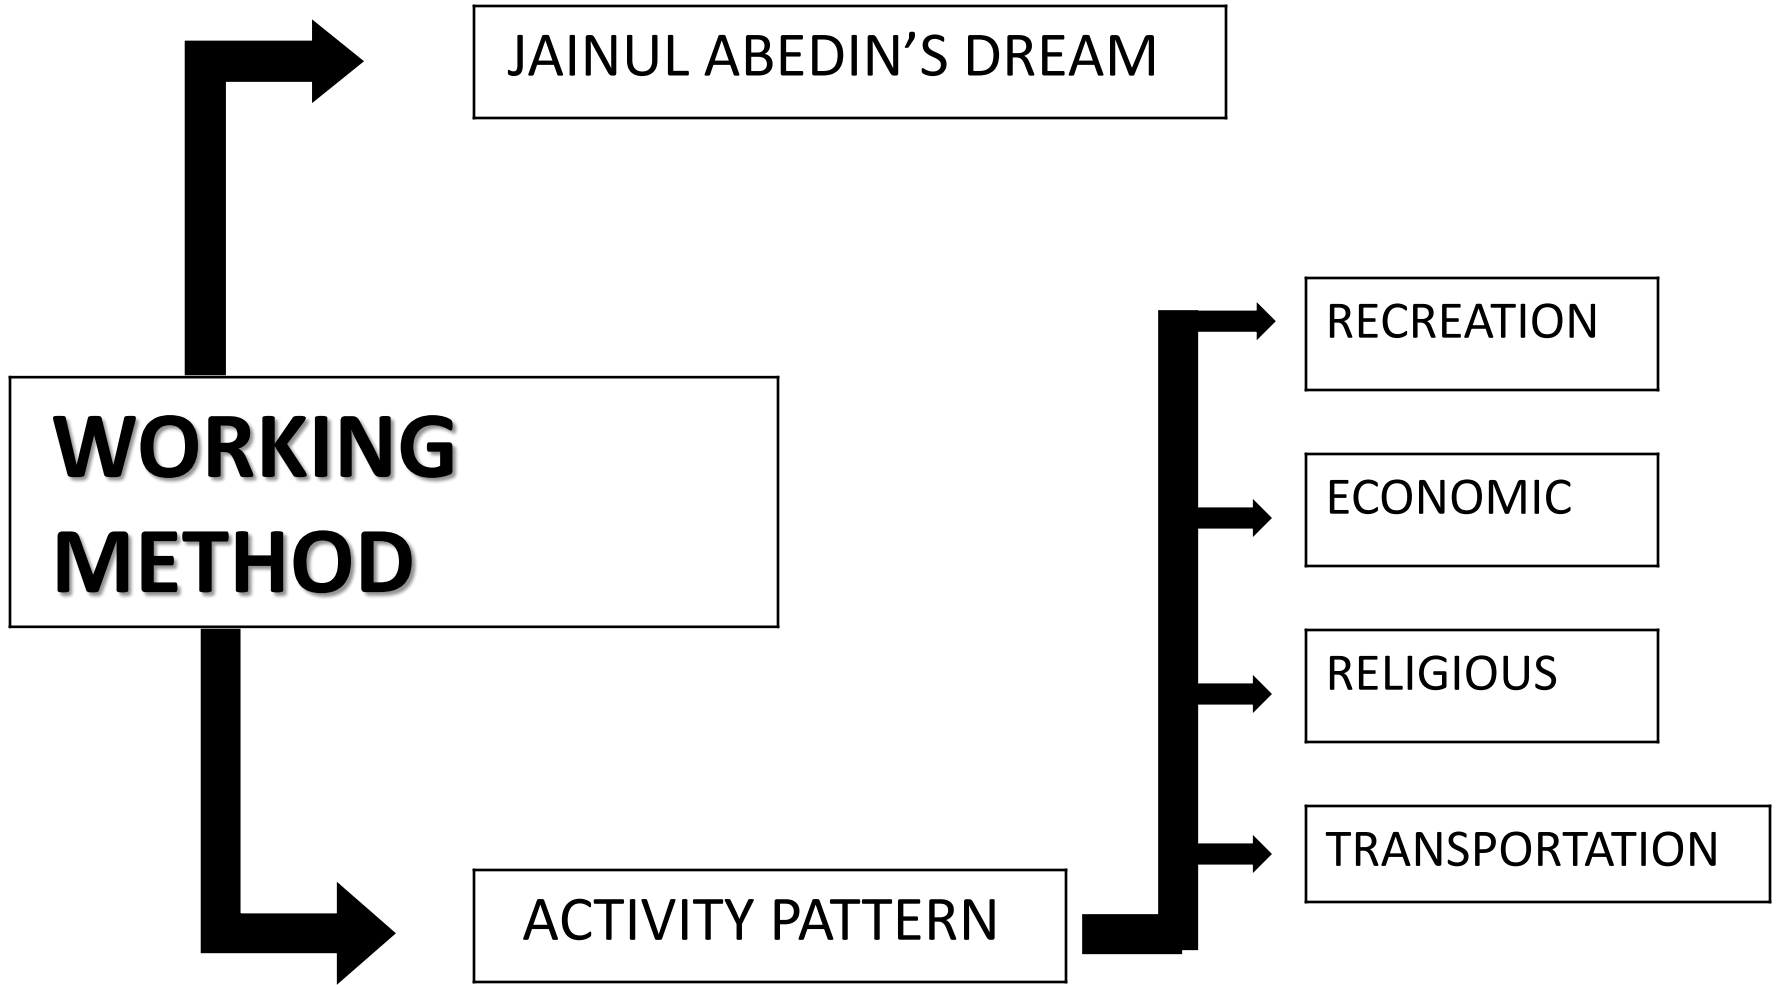 JAINUL ABEDIN’S DREAM
WORKING
METHOD
ACTIVITY PATTERN
RECREATION
ECONOMIC
RELIGIOUS
TRANSPORTATION